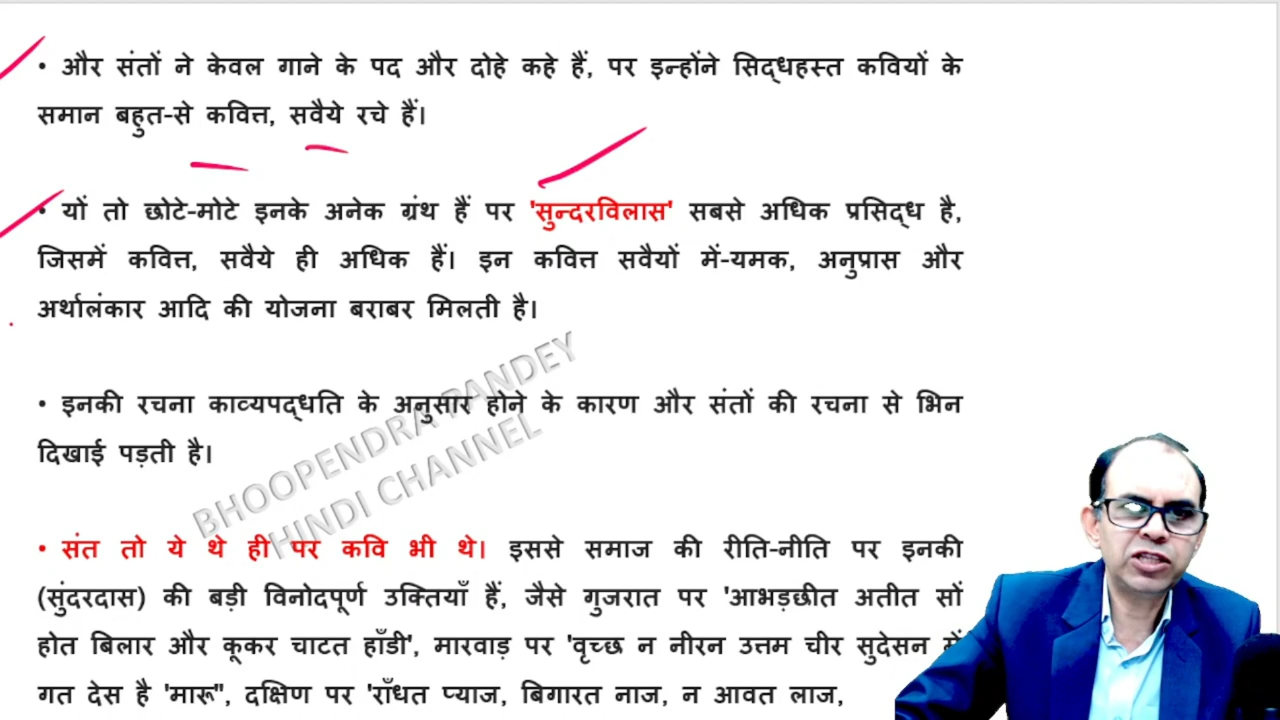 • और संतों ने केवल गाने के पद और दोहे कहे हैं, पर इन्होंने सिद्धहस्त कवियों के
समान बहुत-से कवित्त, सवैये रचे हैं।
• यों तो छोटे-मोटे इनके अनेक ग्रंथ हैं पर 'सुन्दरविलास' सबसे अधिक प्रसिद्ध है,
जिसमें कवित्त, सवैये ही अधिक हैं। इन कवित्त सवैयों में-यमक, अनुप्रास और
अर्थालंकार आदि की योजना बराबर मिलती है।
• इनकी रचना काव्यपद्धति के अनुसार होने के कारण और संतों की रचना से भिन
दिखाई पड़ती है।
BHOOPENDRA PANDEY
HINDI CHANNEL
• संत तो ये थे ही पर कवि भी थे। इससे समाज की रीति-नीति पर इनकी
(सुंदरदास) की बड़ी विनोदपूर्ण उक्तियाँ हैं, जैसे गुजरात पर 'आभड़छीत अतीत सों
होत बिलार और कूकर चाटत हाँडी', मारवाड़ पर 'वृच्छ न नीरन उत्तम चीर सुदेसन में
गत देस है 'मारू", दक्षिण पर 'राँधत प्याज, बिगारत नाज, न आवत लाज,